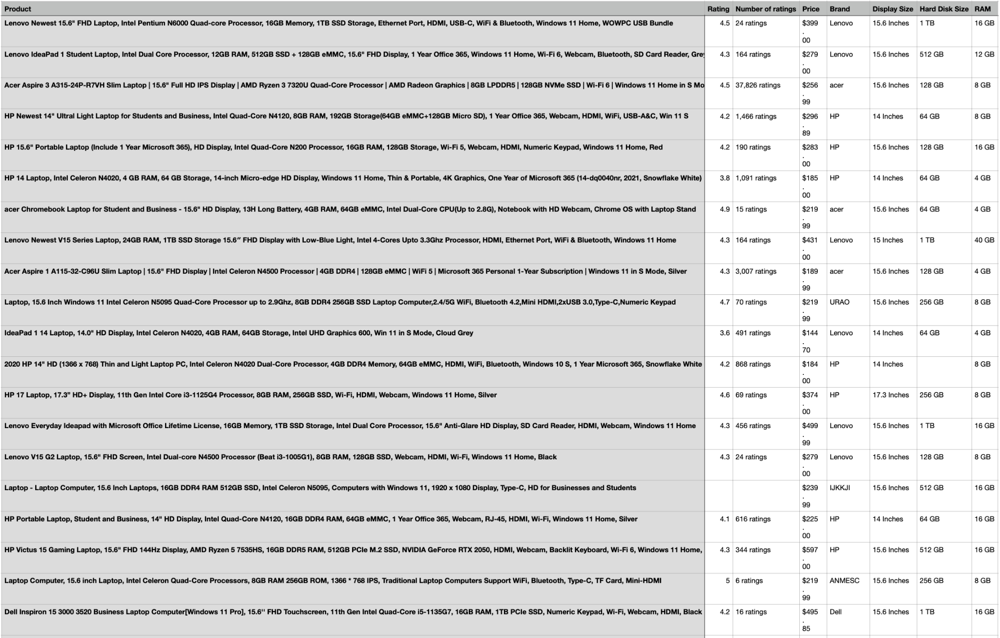 Product Rating Number of ratings Price Brand Display Size Hard Disk Size RAM
Lenovo Newest 15.6" FHD Laptop, Intel Pentium N6000 Quad-core Processor, 16GB Memory, 1TB SSD Storage, Ethernet Port, HDMI, USB-C, WiFi & Bluetooth, Windows 11 Home, WOWPC USB Bundle 4.5 24 ratings $399 Lenovo 15.6 Inches 1 TB 16 GB
.
00
Lenovo IdeaPad 1 Student Laptop, Intel Dual Core Processor, 12GB RAM, 512GB SSD + 128GB eMMC, 15.6" FHD Display, 1 Year Office 365, Windows 11 Home, Wi-Fi 6, Webcam, Bluetooth, SD Card Reader, Grey 4.3 164 ratings $279 Lenovo 15.6 Inches 512 GB 12 GB
.
00
Acer Aspire 3 A315-24P-R7VH Slim Laptop | 15.6" Full HD IPS Display | AMD Ryzen 3 7320U Quad-Core Processor | AMD Radeon Graphics | 8GB LPDDR5 | 128GB NVMe SSD | Wi-Fi 6 | Windows 11 Home in S Mo 4.5 37,826 ratings $256 acer 15.6 Inches 128 GB 8 GB
.
99
HP Newest 14" Ultral Light Laptop for Students and Business, Intel Quad-Core N4120, 8GB RAM, 192GB Storage(64GB eMMC+128GB Micro SD), 1 Year Office 365, Webcam, HDMI, WiFi, USB-A&C, Win 11 S 4.2 1,466 ratings $296 HP 14 Inches 64 GB 8 GB
.
89
HP 15.6" Portable Laptop (Include 1 Year Microsoft 365), HD Display, Intel Quad-Core N200 Processor, 16GB RAM, 128GB Storage, Wi-Fi 5, Webcam, HDMI, Numeric Keypad, Windows 11 Home, Red 4.2 190 ratings $283 HP 15.6 Inches 128 GB 16 GB
.
00
HP 14 Laptop, Intel Celeron N4020, 4 GB RAM, 64 GB Storage, 14-inch Micro-edge HD Display, Windows 11 Home, Thin & Portable, 4K Graphics, One Year of Microsoft 365 (14-dq0040nr, 2021, Snowflake White) 3.8 1,091 ratings $185 HP 14 Inches 64 GB 4 GB
.
00
acer Chromebook Laptop for Student and Business - 15.6" HD Display, 13H Long Battery, 4GB RAM, 64GB eMMC, Intel Dual-Core CPU(Up to 2.8G), Notebook with HD Webcam, Chrome OS with Laptop Stand 4.9 15 ratings $219 acer 15.6 Inches 64 GB 4 GB
.
99
Lenovo Newest V15 Series Laptop, 24GB RAM, 1TB SSD Storage 15.6″ FHD Display with Low-Blue Light, Intel 4-Cores Upto 3.3Ghz Processor, HDMI, Ethernet Port, WiFi & Bluetooth, Windows 11 Home 4.3 164 ratings $431 Lenovo 15 Inches 1 TB 40 GB
.
00
Acer Aspire 1 A115-32-C96U Slim Laptop | 15.6" FHD Display | Intel Celeron N4500 Processor | 4GB DDR4 | 128GB eMMC | WiFi 5 | Microsoft 365 Personal 1-Year Subscription | Windows 11 in S Mode, Silver 4.3 3,007 ratings $189 acer 15.6 Inches 128 GB 4 GB
.
99
Laptop, 15.6 Inch Windows 11 Intel Celeron N5095 Quad-Core Processor up to 2.9Ghz, 8GB DDR4 256GB SSD Laptop Computer,2.4/5G WiFi, Bluetooth 4.2,Mini HDMI,2xUSB 3.0,Type-C,Numeric Keypad 4.7 70 ratings $219 URAO 15.6 Inches 256 GB 8 GB
.
99
IdeaPad 1 14 Laptop, 14.0" HD Display, Intel Celeron N4020, 4GB RAM, 64GB Storage, Intel UHD Graphics 600, Win 11 in S Mode, Cloud Grey 3.6 491 ratings $144 Lenovo 14 Inches 64 GB 4 GB
.
70
2020 HP 14" HD (1366 x 768) Thin and Light Laptop PC, Intel Celeron N4020 Dual-Core Processor, 4GB DDR4 Memory, 64GB eMMC, HDMI, WiFi, Bluetooth, Windows 10 S, 1 Year Microsoft 365, Snowflake White 4.2 868 ratings $184 HP 14 Inches 8 GB
.
00
HP 17 Laptop, 17.3” HD+ Display, 11th Gen Intel Core i3-1125G4 Processor, 8GB RAM, 256GB SSD, Wi-Fi, HDMI, Webcam, Windows 11 Home, Silver 4.6 69 ratings $374 HP 17.3 Inches 256 GB 8 GB
.
00
Lenovo Everyday Ideapad with Microsoft Office Lifetime License, 16GB Memory, 1TB SSD Storage, Intel Dual Core Processor, 15.6" Anti-Glare HD Display, SD Card Reader, HDMI, Webcam, Windows 11 Home 4.3 456 ratings $499 Lenovo 15.6 Inches 1 TB 16 GB
.
99
Lenovo V15 G2 Laptop, 15.6" FHD Screen, Intel Dual-core N4500 Processor (Beat i3-1005G1), 8GB RAM, 128GB SSD, Webcam, HDMI, Wi-Fi, Windows 11 Home, Black 4.3 24 ratings $279 Lenovo 15.6 Inches 128 GB 8 GB
.
00
Laptop - Laptop Computer, 15.6 Inch Laptops, 16GB DDR4 RAM 512GB SSD, Intel Celeron N5095, Computers with Windows 11, 1920 x 1080 Display, Type-C, HD for Businesses and Students $239 IJKKJI 15.6 Inches 512 GB 16 GB
.
99
HP Portable Laptop, Student and Business, 14" HD Display, Intel Quad-Core N4120, 16GB DDR4 RAM, 64GB eMMC, 1 Year Office 365, Webcam, RJ-45, HDMI, Wi-Fi, Windows 11 Home, Silver 4.1 616 ratings $225 HP 14 Inches 64 GB 16 GB
.
00
HP Victus 15 Gaming Laptop, 15.6" FHD 144Hz Display, AMD Ryzen 5 7535HS, 16GB DDR5 RAM, 512GB PCIe M.2 SSD, NVIDIA GeForce RTX 2050, HDMI, Webcam, Backlit Keyboard, Wi-Fi 6, Windows 11 Home, 4.3 344 ratings $597 HP 15.6 Inches 512 GB 16 GB
.
00
Laptop Computer, 15.6 inch Laptop, Intel Celeron Quad-Core Processors, 8GB RAM 256GB ROM, 1366 * 768 IPS, Traditional Laptop Computers Support WiFi, Bluetooth, Type-C, TF Card, Mini-HDMI 5 6 ratings $219 ANMESC 15.6 Inches 256 GB 8 GB
.
99
Dell Inspiron 15 3000 3520 Business Laptop Computer[Windows 11 Pro], 15.6'' FHD Touchscreen, 11th Gen Intel Quad-Core i5-1135G7, 16GB RAM, 1TB PCIe SSD, Numeric Keypad, Wi-Fi, Webcam, HDMI, Black 4.2 16 ratings $495 Dell 15.6 Inches 1 TB 16 GB
.
85